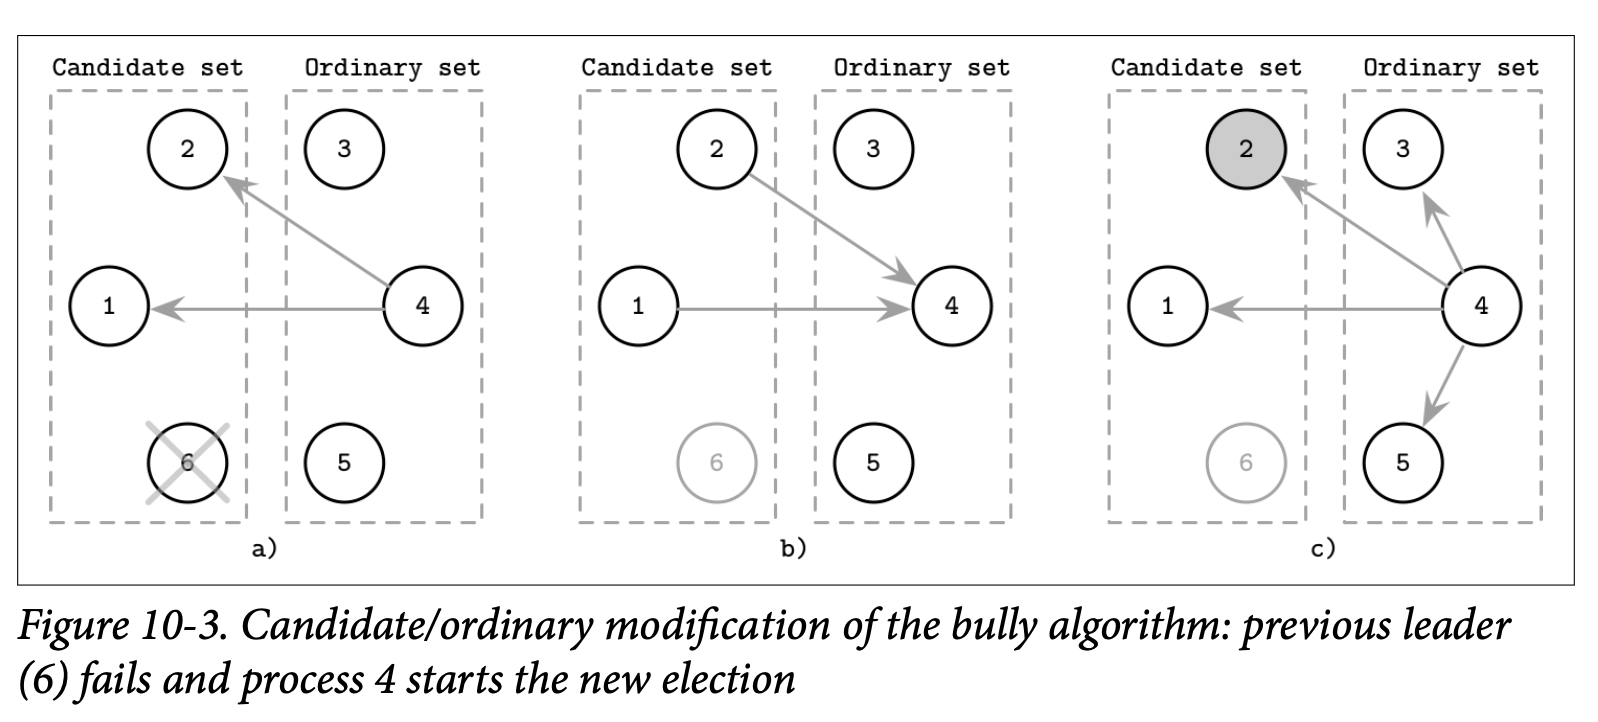 Candidate set Ordinary set Candidate set Ordinary set Candidate set Ordinary set
2 3 2 3 2 3
1 4 1 4 1 4
6 5 6 5 6 5
a) b) c)
Figure 10-3. Candidate/ordinary modification of the bully algorithm: previous leader
(6) fails and process 4 starts the new election